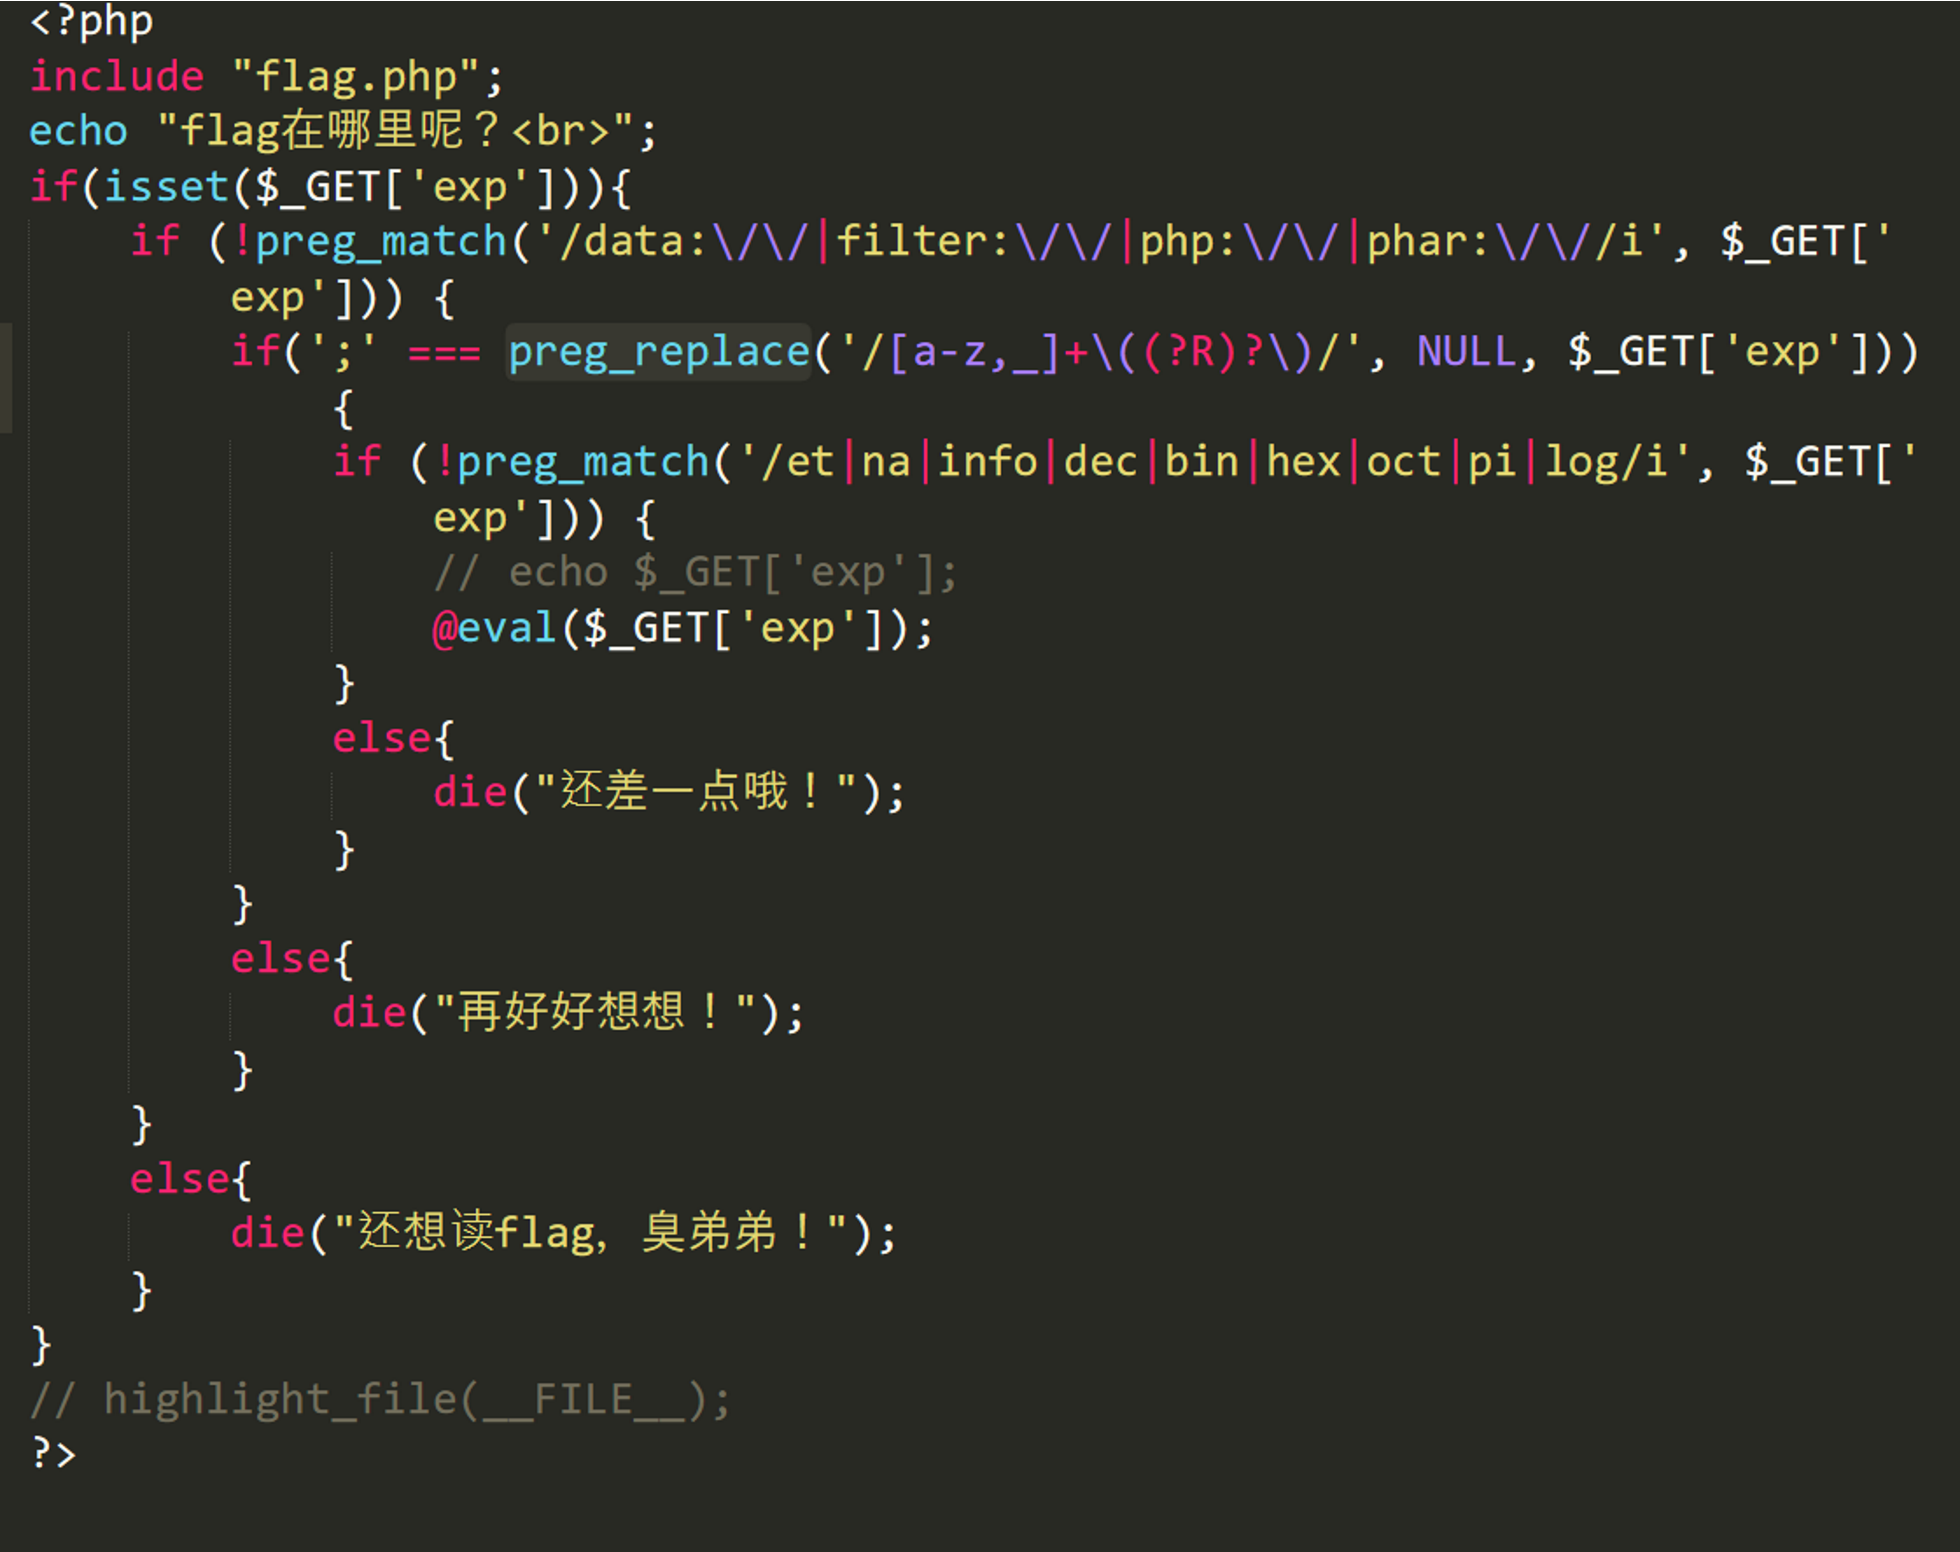 <?php
include "flag.php";
echo "flag在哪里呢？<br>";
if(isset($_GET['exp'])){
    if (!preg_match('/data:\/\/|filter:\/\/|php:\/\/|phar:\/\//i', $_GET['
        exp'])) {
        if(';' === preg_replace('/[a-z,_]+\((?R)?\)/', NULL, $_GET['exp']))
            {
            if (!preg_match('/et|na|info|dec|bin|hex|oct|pi|log/i', $_GET['
                exp'])) {
                // echo $_GET['exp'];
                @eval($_GET['exp']);
            }
            else{
                die("还差一点哦！");
            }
        }
        else{
            die("再好好想想！");
        }
    }
    else{
        die("还想读flag，臭弟弟！");
    }
}
// highlight_file(__FILE__);
?>